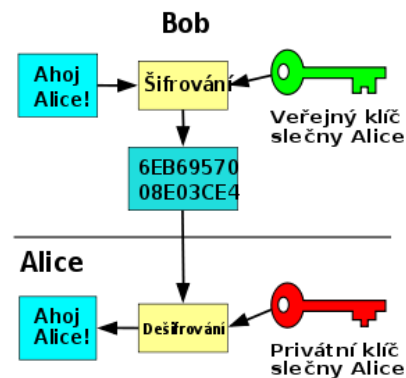 Bob
Ahoj
Alice!
Šifrování
Veřejný klíč
slečny Alice
6EB69570
08E03CE4
Alice
Ahoj
Alice!
Dešifrování
Privátní klíč
slečny Alice